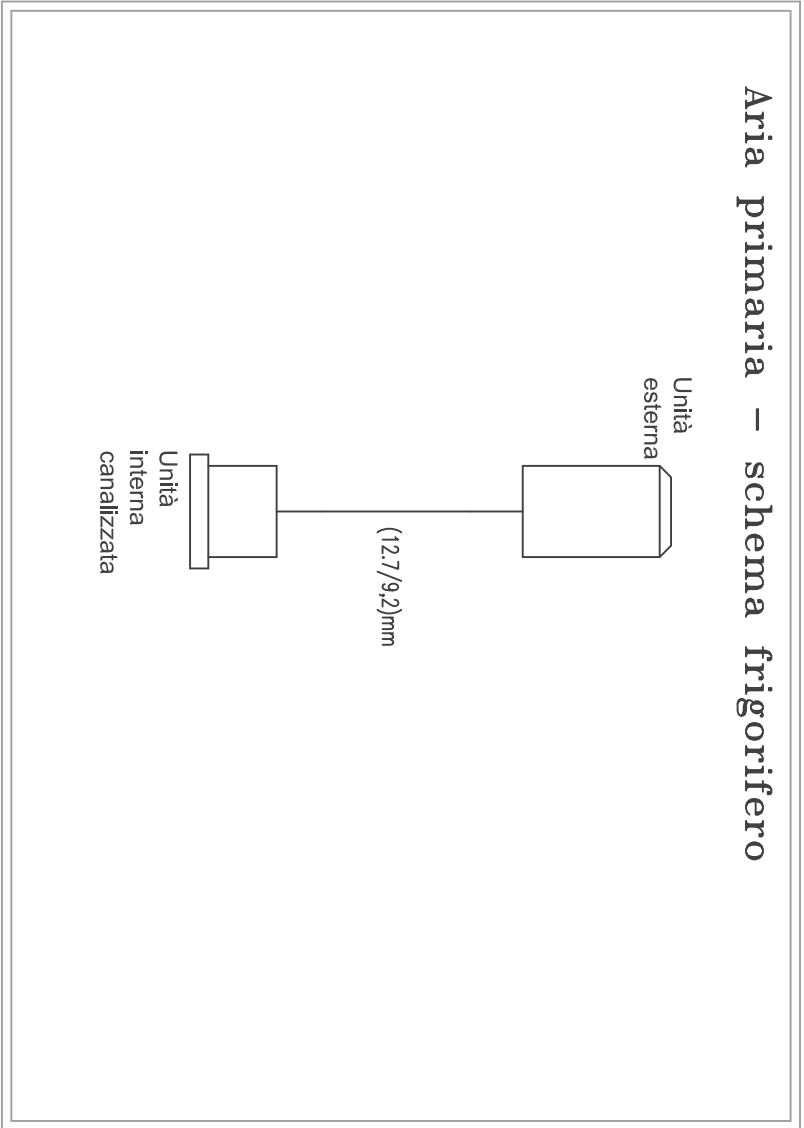 Aria primaria - schema frigorifero
Unità
esterna
(12.7/9,2)mm
Unità
interna
canalizzata